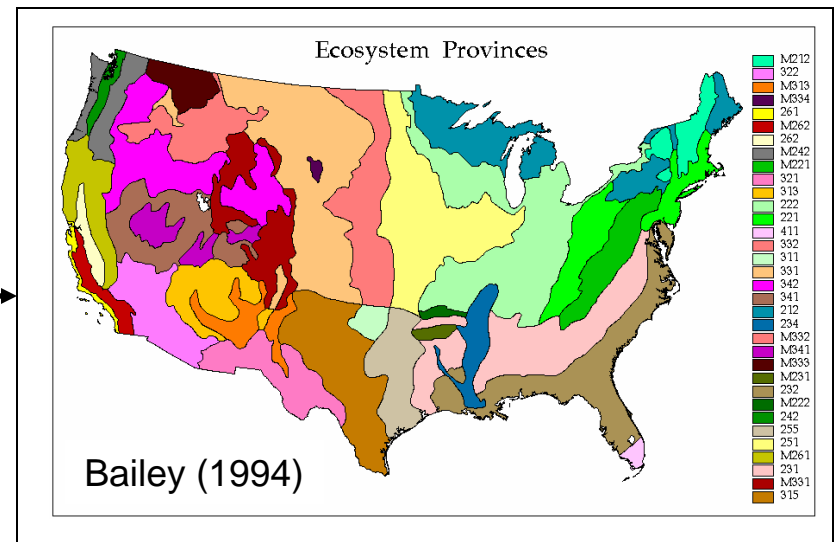 Ecosystem Provinces
M212
322
M313
M334
261
M262
262
M242
M221
321
313
222
221
411
332
311
331
342
341
212
234
M332
M341
M333
M231
232
M222
242
255
251
M261
231
M331
315
Bailey (1994)